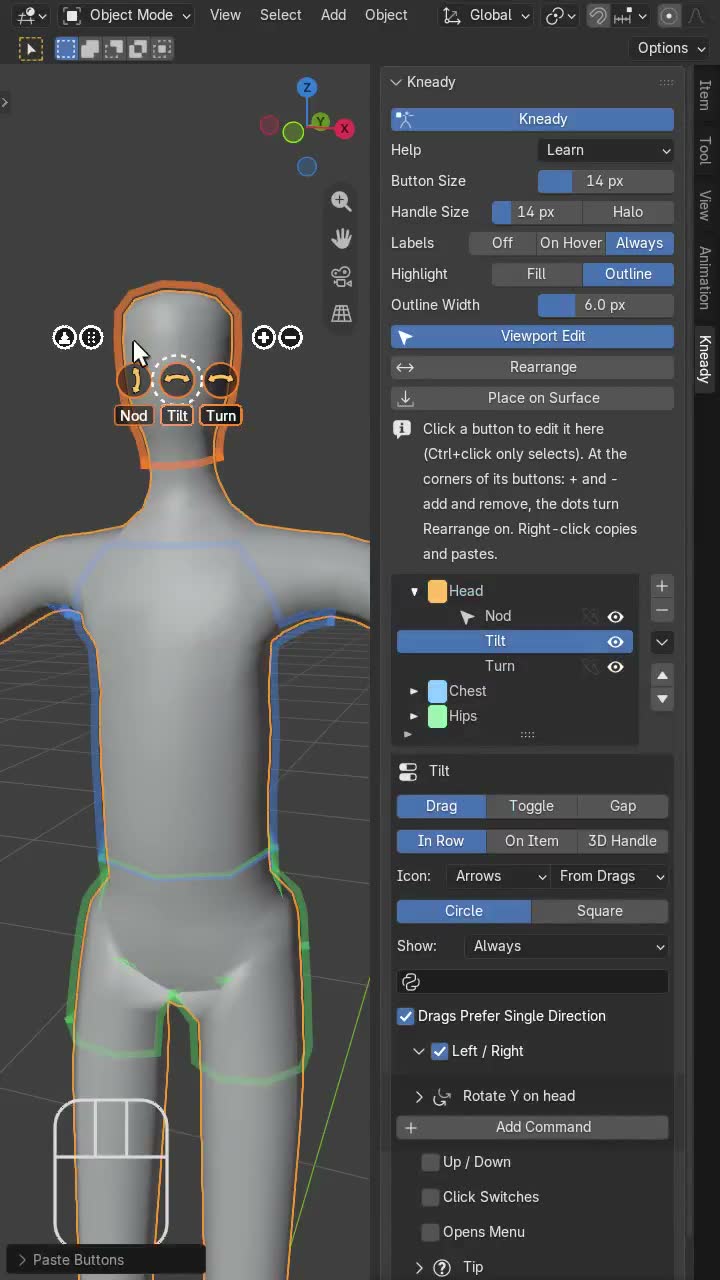 Object Mode View Select Add Object Global
Options
Kneady
Kneady
Help Learn
Button Size 14 px
Handle Size 14 px Halo
Labels Off On Hover Always
Highlight Fill Outline
Outline Width 6.0 px
Viewport Edit
Rearrange
Place on Surface
Click a button to edit it here
(Ctrl+click only selects). At the
corners of its buttons: + and -
add and remove, the dots turn
Rearrange on. Right-click copies
and pastes.
Head
Nod
Tilt
Turn
Chest
Hips
Tilt
Drag Toggle Gap
In Row On Item 3D Handle
Icon: Arrows From Drags
Circle Square
Show: Always
Drags Prefer Single Direction
Left / Right
Rotate Y on head
Add Command
Up / Down
Click Switches
Opens Menu
Tip
Item
Tool
View
Animation
Kneady
Z
Y
X
Nod Tilt Turn
Paste Buttons